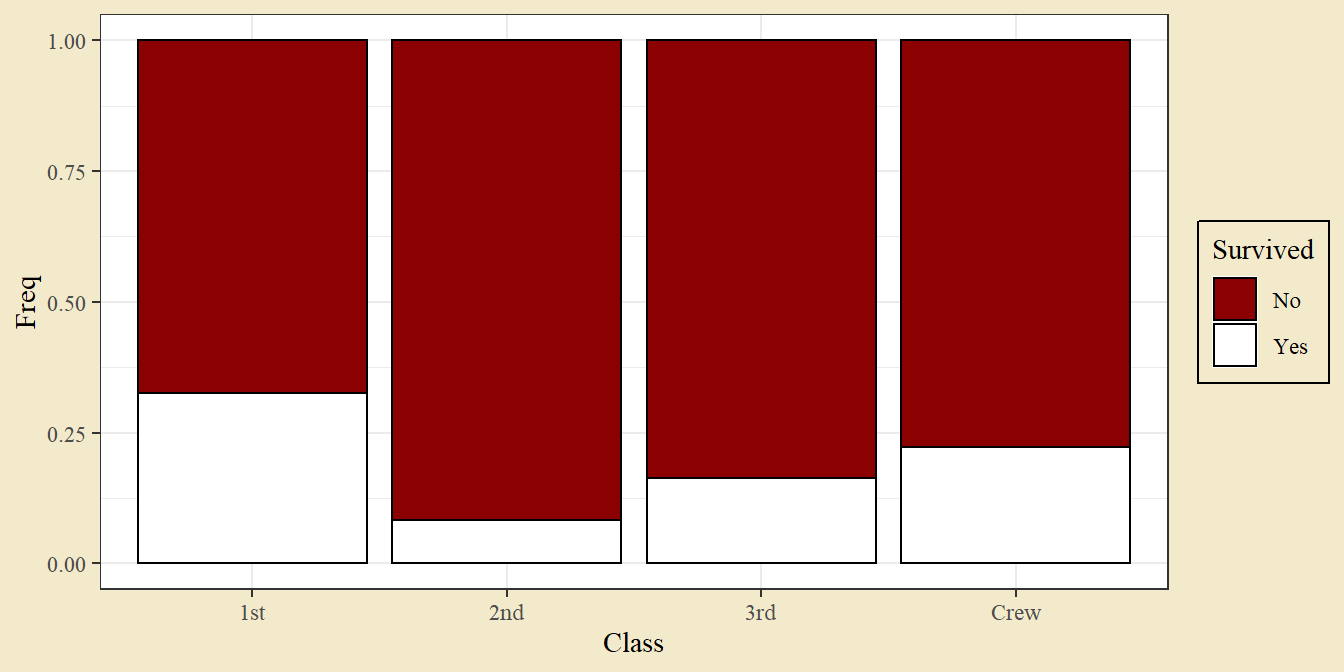 1.00
0.75
0.50
0.25
0.00
Freq
1st
2nd
3rd
Crew
Class
Survived
No
Yes